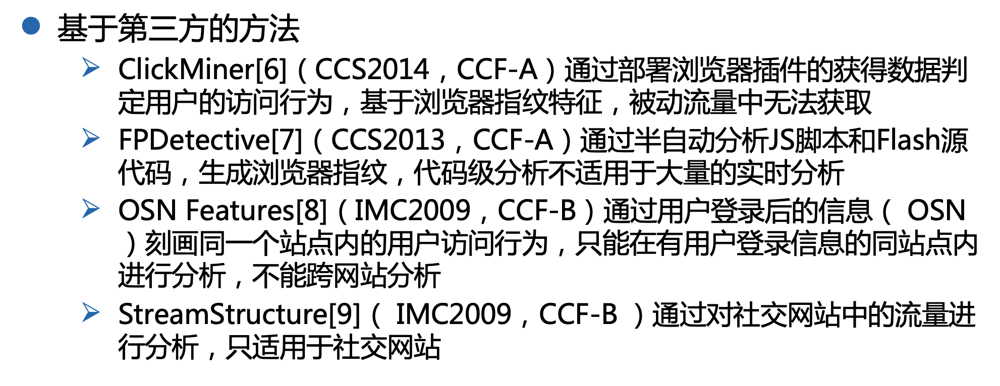 基于第三方的方法
ClickMiner[6]（CCS2014，CCF-A）通过部署浏览器插件的获得数据判
定用户的访问行为，基于浏览器指纹特征，被动流量中无法获取
FPDetective[7]（CCS2013，CCF-A）通过半自动分析JS脚本和Flash源
代码，生成浏览器指纹，代码级分析不适用于大量的实时分析
OSN Features[8]（IMC2009，CCF-B）通过用户登录后的信息（ OSN
）刻画同一个站点内的用户访问行为，只能在有用户登录信息的同站点内
进行分析，不能跨网站分析
StreamStructure[9]（ IMC2009，CCF-B ）通过对社交网站中的流量进
行分析，只适用于社交网站